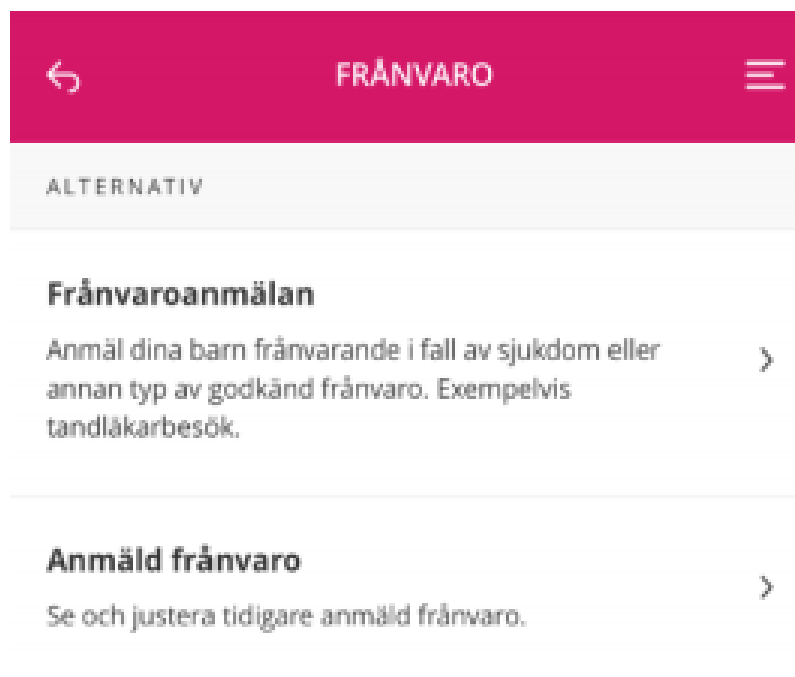 FRÅNVARO
ALTERNATIV
Frånvaroanmälan
Anmäl dina barn frånvarande i fall av sjukdom eller
annan typ av godkänd frånvaro. Exempelvis
tandläkarbesök.
Anmäld frånvaro
Se och justera tidigare anmäld frånvaro.